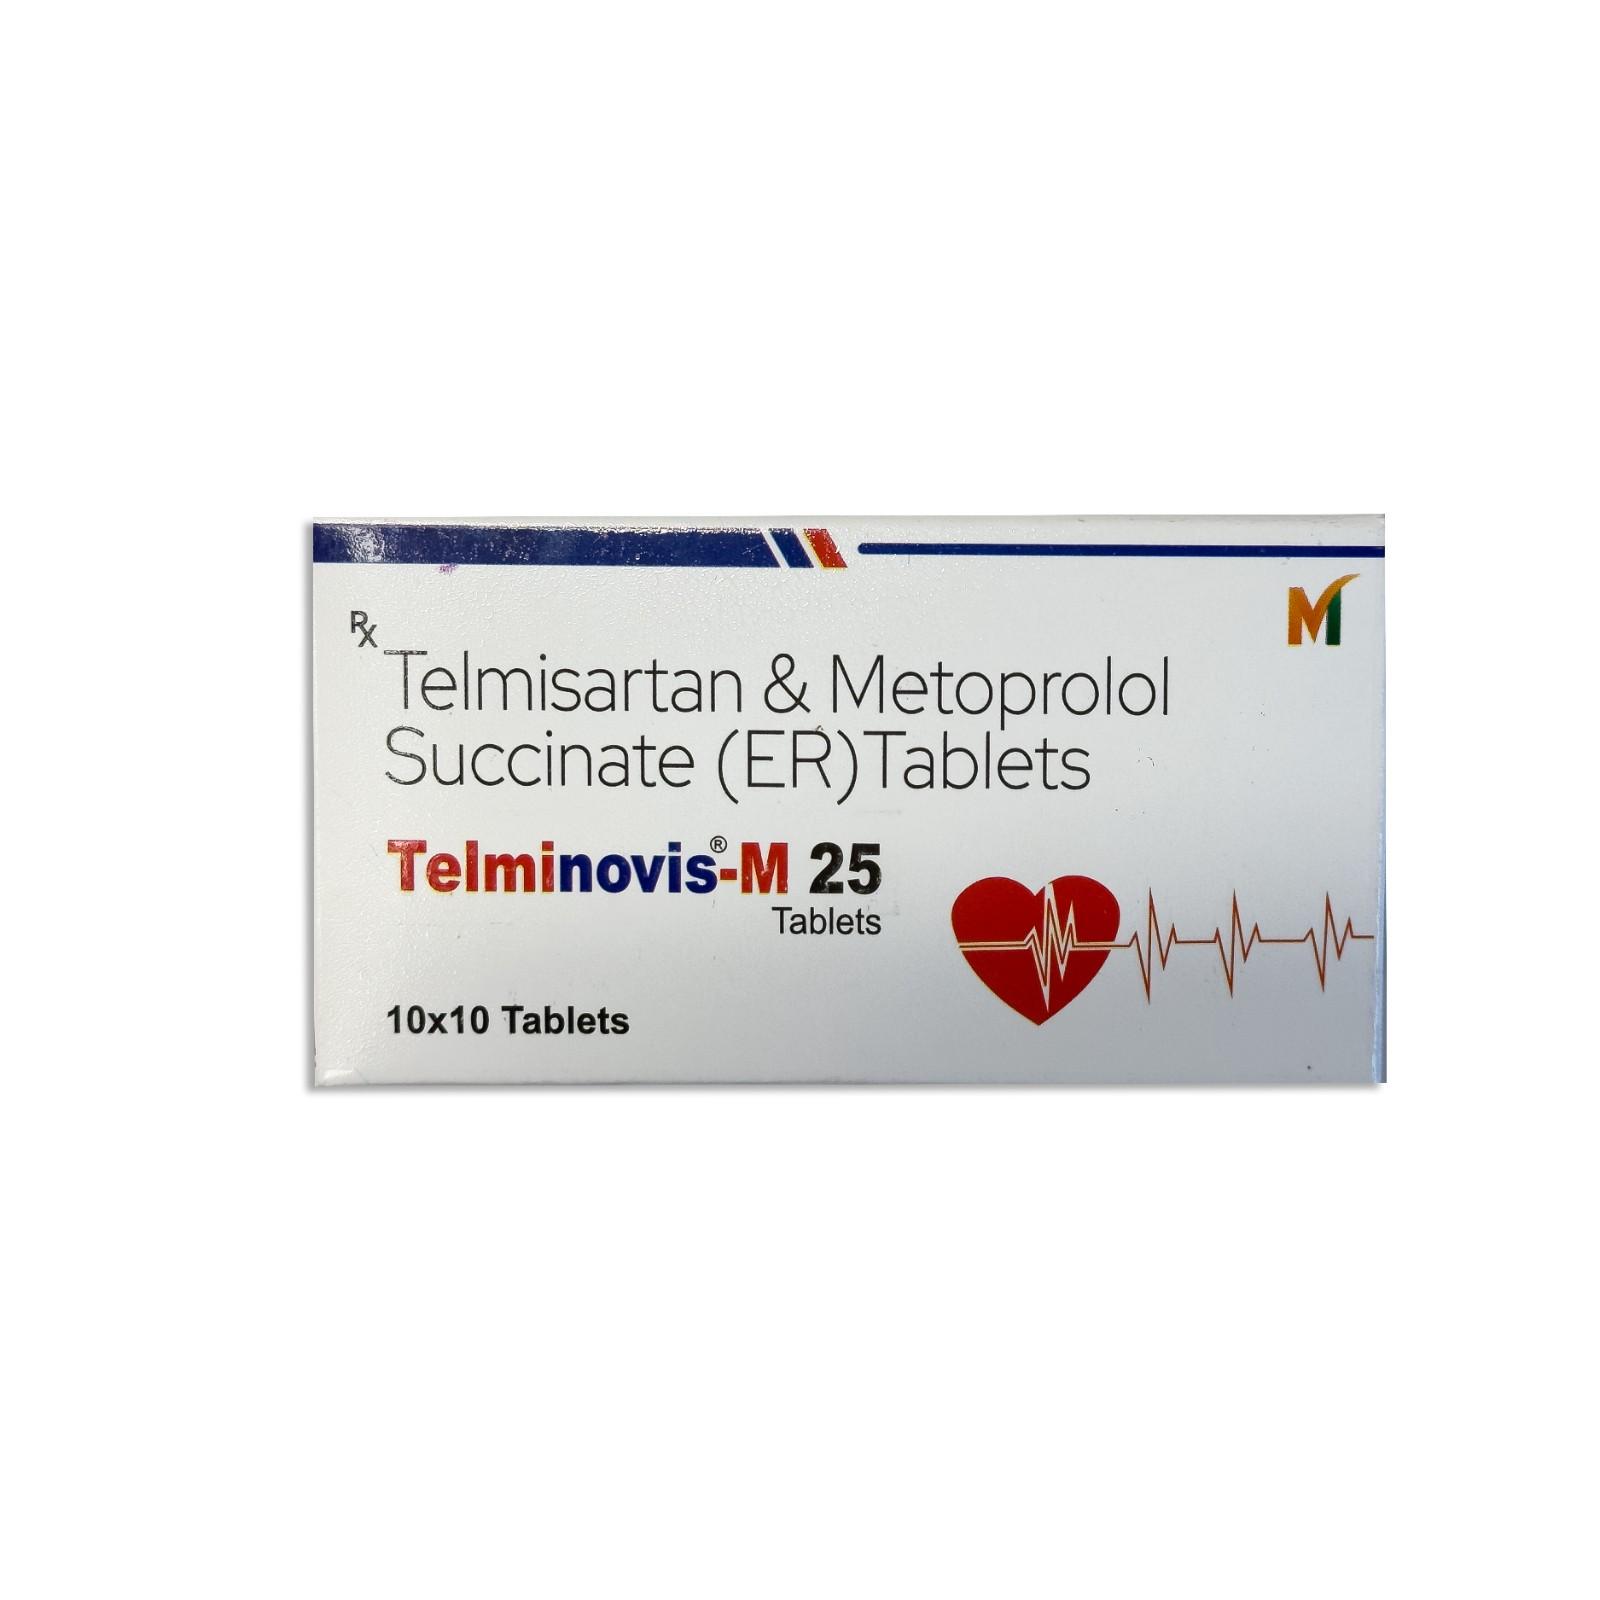 Rx
Telmisartan & Metoprolol
Succinate (ER) Tablets
Telminovis®-M 25
Tablets
10x10 Tablets
M